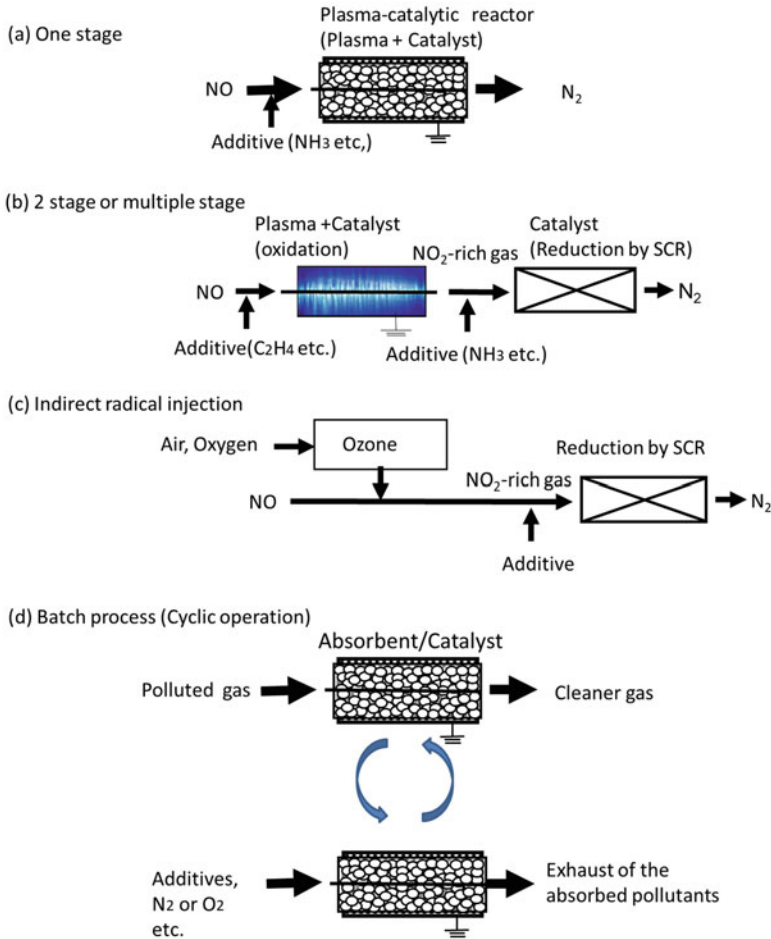 (a) One stage
Plasma-catalytic reactor
(Plasma + Catalyst)
NO
N2
Additive (NH3 etc,)
(b) 2 stage or multiple stage
Plasma +Catalyst
(oxidation)
NO2-rich gas
Catalyst
(Reduction by SCR)
NO
N2
Additive(C2H4 etc.)
Additive (NH3 etc.)
(c) Indirect radical injection
Air, Oxygen
Ozone
Reduction by SCR
NO2-rich gas
NO
N2
Additive
(d) Batch process (Cyclic operation)
Absorbent/Catalyst
Polluted gas
Cleaner gas
Additives,
N2 or O2
etc.
Exhaust of the
absorbed pollutants